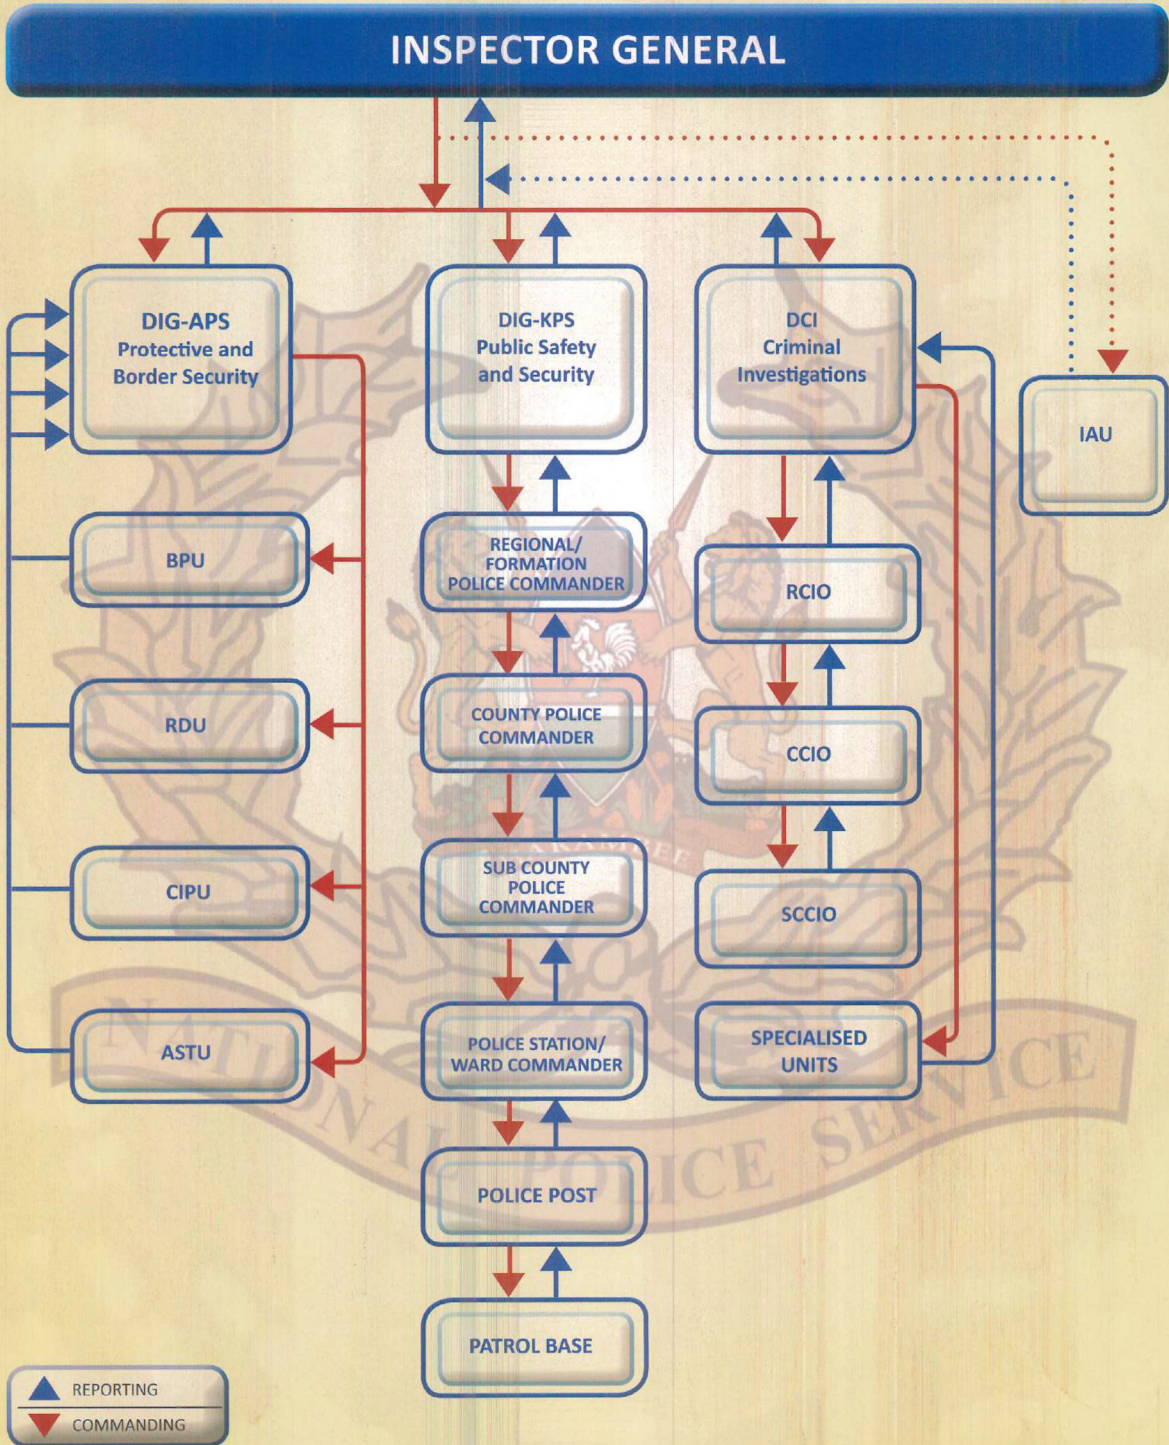 INSPECTOR GENERAL
DIG-APS
Protective and
Border Security
DIG-KPS
Public Safety
and Security
DCI
Criminal
Investigations
IAU
BPU
RDU
CIPU
ASTU
REGIONAL/
FORMATION
POLICE COMMANDER
COUNTY POLICE
COMMANDER
SUB COUNTY
POLICE
COMMANDER
POLICE STATION/
WARD COMMANDER
POLICE POST
PATROL BASE
RCIO
CCIO
SCCIO
SPECIALISED
UNITS
HARAMBEE
NATIONAL POLICE SERVICE
REPORTING
COMMANDING